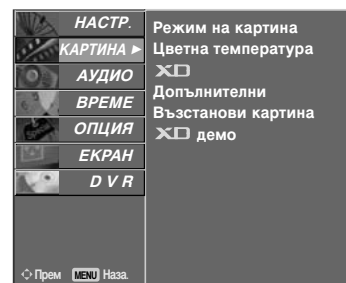 НАСТР.
КАРТИНА ►
АУДИО
ВРЕМЕ
ОПЦИЯ
ЕКРАН
D V R
Режим на картина
Цветна температура
XD
Допълнителни
Възстанови картина
XD демо
Прем MENU Наза.